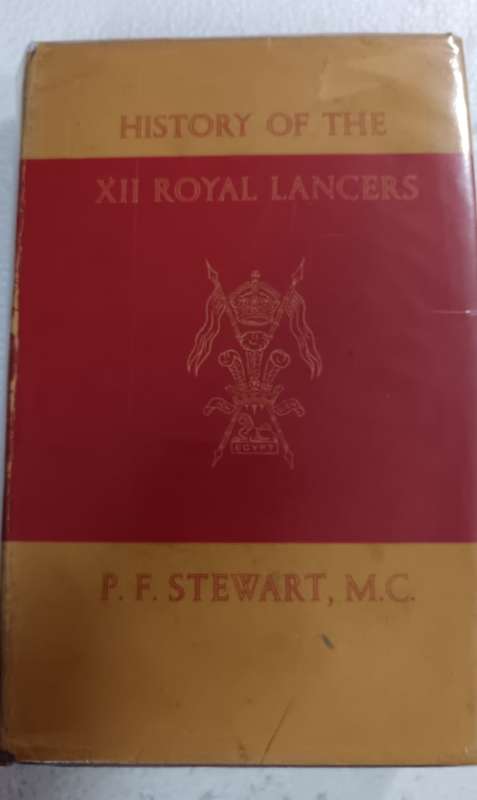 HISTORY OF THE
XII ROYAL LANCERS
EGYPT
P. F. STEWART, M.C.